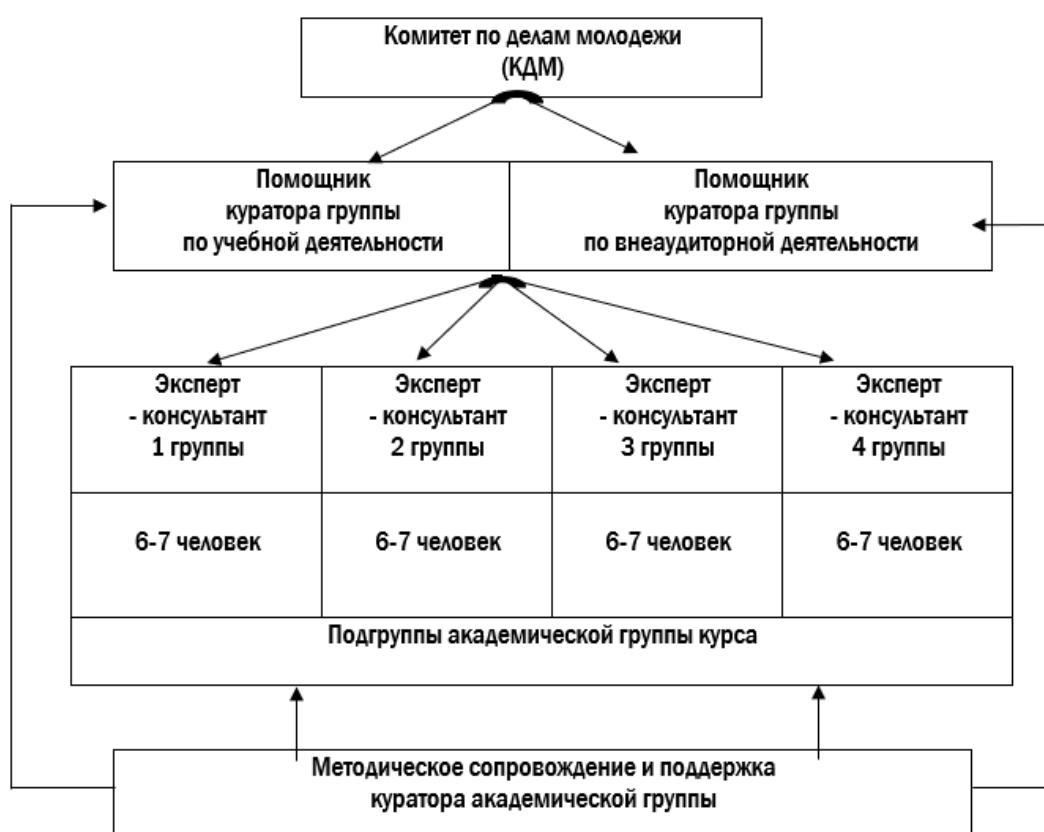 Комитет по делам молодежи
(КДМ)
Помощник
куратора группы
по учебной деятельности
Помощник
куратора группы
по внеаудиторной деятельности
Эксперт
- консультант
1 группы
Эксперт
- консультант
2 группы
Эксперт
- консультант
3 группы
Эксперт
- консультант
4 группы
6-7 человек
6-7 человек
6-7 человек
6-7 человек
Подгруппы академической группы курса
Методическое сопровождение и поддержка
куратора академической группы